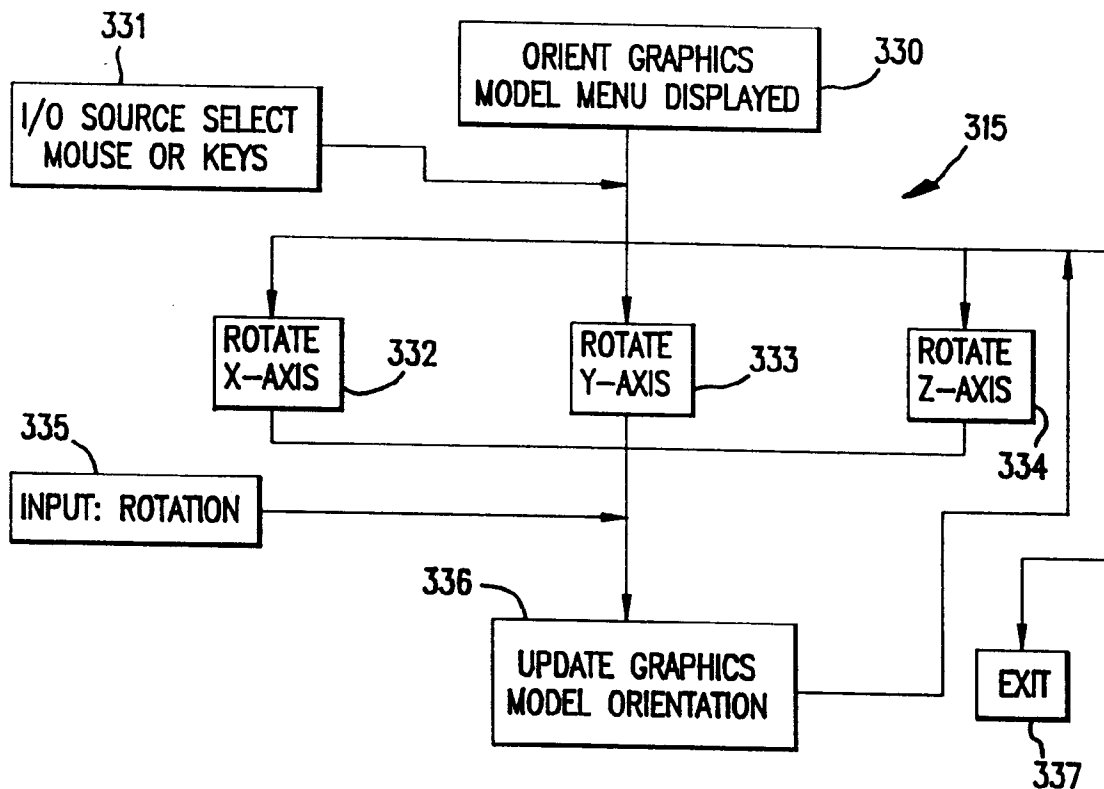 331
I/O SOURCE SELECT
MOUSE OR KEYS
ORIENT GRAPHICS
MODEL MENU DISPLAYED
330
315
ROTATE
X-AXIS
332
ROTATE
Y-AXIS
333
ROTATE
Z-AXIS
334
335
INPUT: ROTATION
336
UPDATE GRAPHICS
MODEL ORIENTATION
EXIT
337